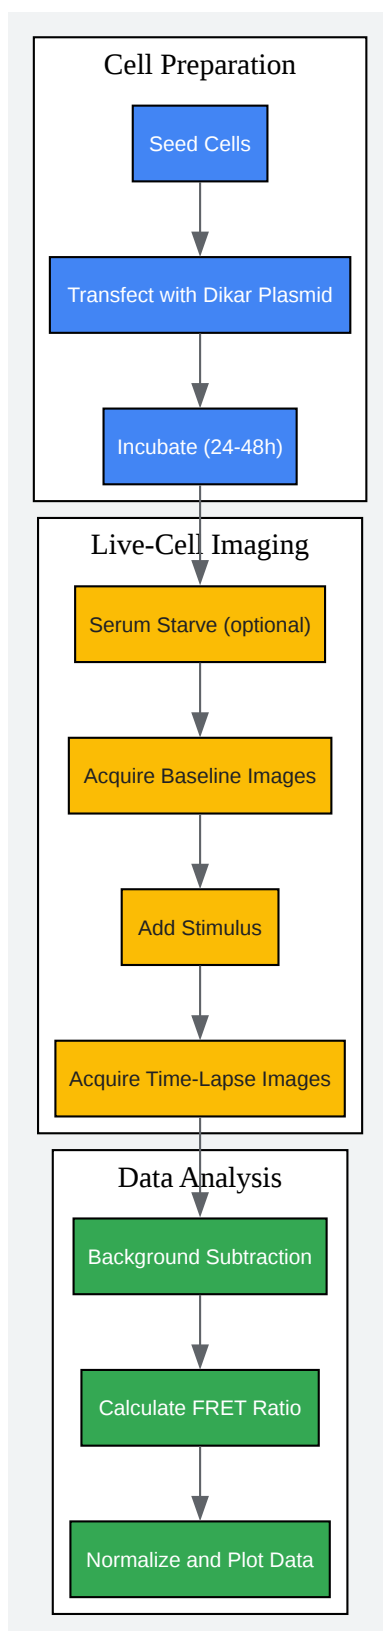 Cell Preparation
Seed Cells
Transfect with Dikar Plasmid
Incubate (24-48h)
Live-Cell Imaging
Serum Starve (optional)
Acquire Baseline Images
Add Stimulus
Acquire Time-Lapse Images
Data Analysis
Background Subtraction
Calculate FRET Ratio
Normalize and Plot Data